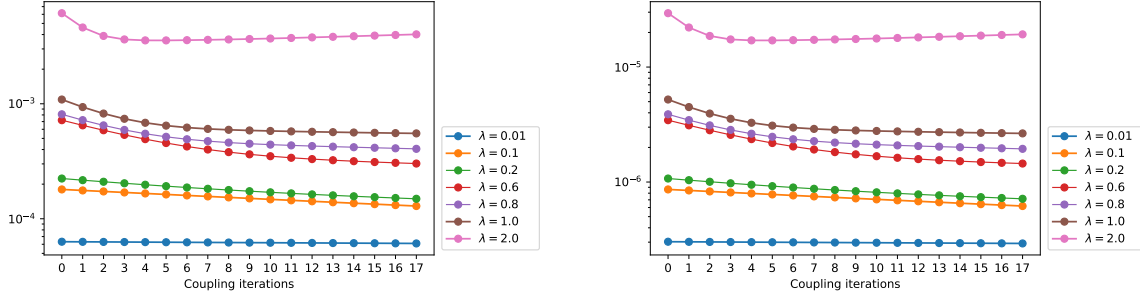 10⁻³
10⁻⁴
0 1 2 3 4 5 6 7 8 9 10 11 12 13 14 15 16 17
Coupling iterations
λ = 0.01
λ = 0.1
λ = 0.2
λ = 0.6
λ = 0.8
λ = 1.0
λ = 2.0
10⁻⁵
10⁻⁶
0 1 2 3 4 5 6 7 8 9 10 11 12 13 14 15 16 17
Coupling iterations
λ = 0.01
λ = 0.1
λ = 0.2
λ = 0.6
λ = 0.8
λ = 1.0
λ = 2.0